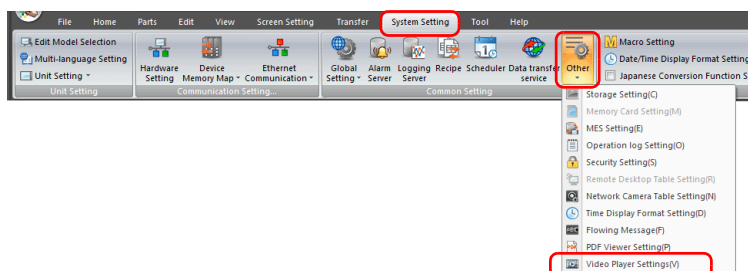 File Home Parts Edit View Screen Setting Transfer System Setting Tool Help
Edit Model Selection
Multi-language Setting
Unit Setting
Unit Setting
Hardware Setting
Device Memory Map
Ethernet Communication
Communication Setting...
Global Setting
Alarm Server
Logging Server
Recipe
Scheduler
Data transfer service
Common Setting
Other
Macro Setting
Date/Time Display Format Setting
Japanese Conversion Function S
Storage Setting(C)
Memory Card Setting(M)
MES Setting(E)
Operation log Setting(O)
Security Setting(S)
Remote Desktop Table Setting(R)
Network Camera Table Setting(N)
Time Display Format Setting(D)
Flowing Message(F)
PDF Viewer Setting(P)
Video Player Settings(V)